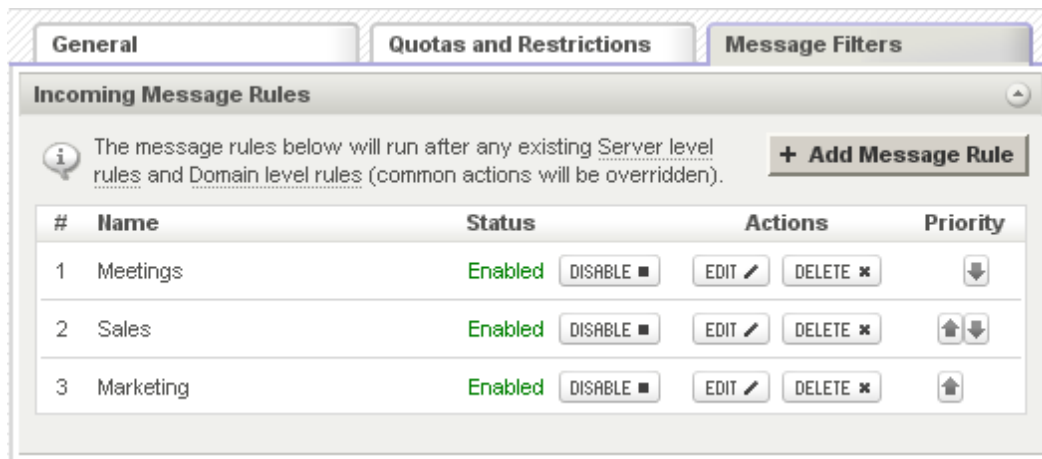 General Quotas and Restrictions Message Filters
Incoming Message Rules
The message rules below will run after any existing Server level
rules and Domain level rules (common actions will be overridden).
+ Add Message Rule
# Name Status Actions Priority
1 Meetings Enabled DISABLE EDIT DELETE
2 Sales Enabled DISABLE EDIT DELETE
3 Marketing Enabled DISABLE EDIT DELETE